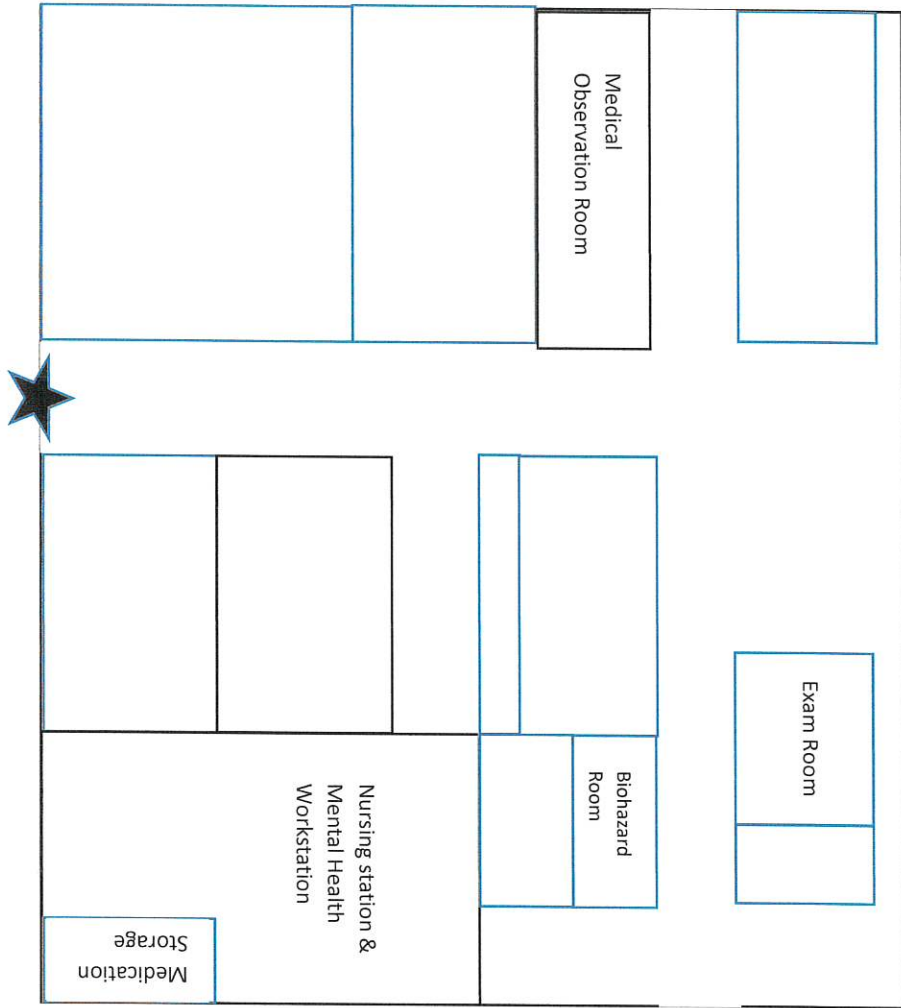 Medical
Observation Room
Exam Room
Biohazard
Room
Nursing station &
Mental Health
Workstation
Medication
Storage